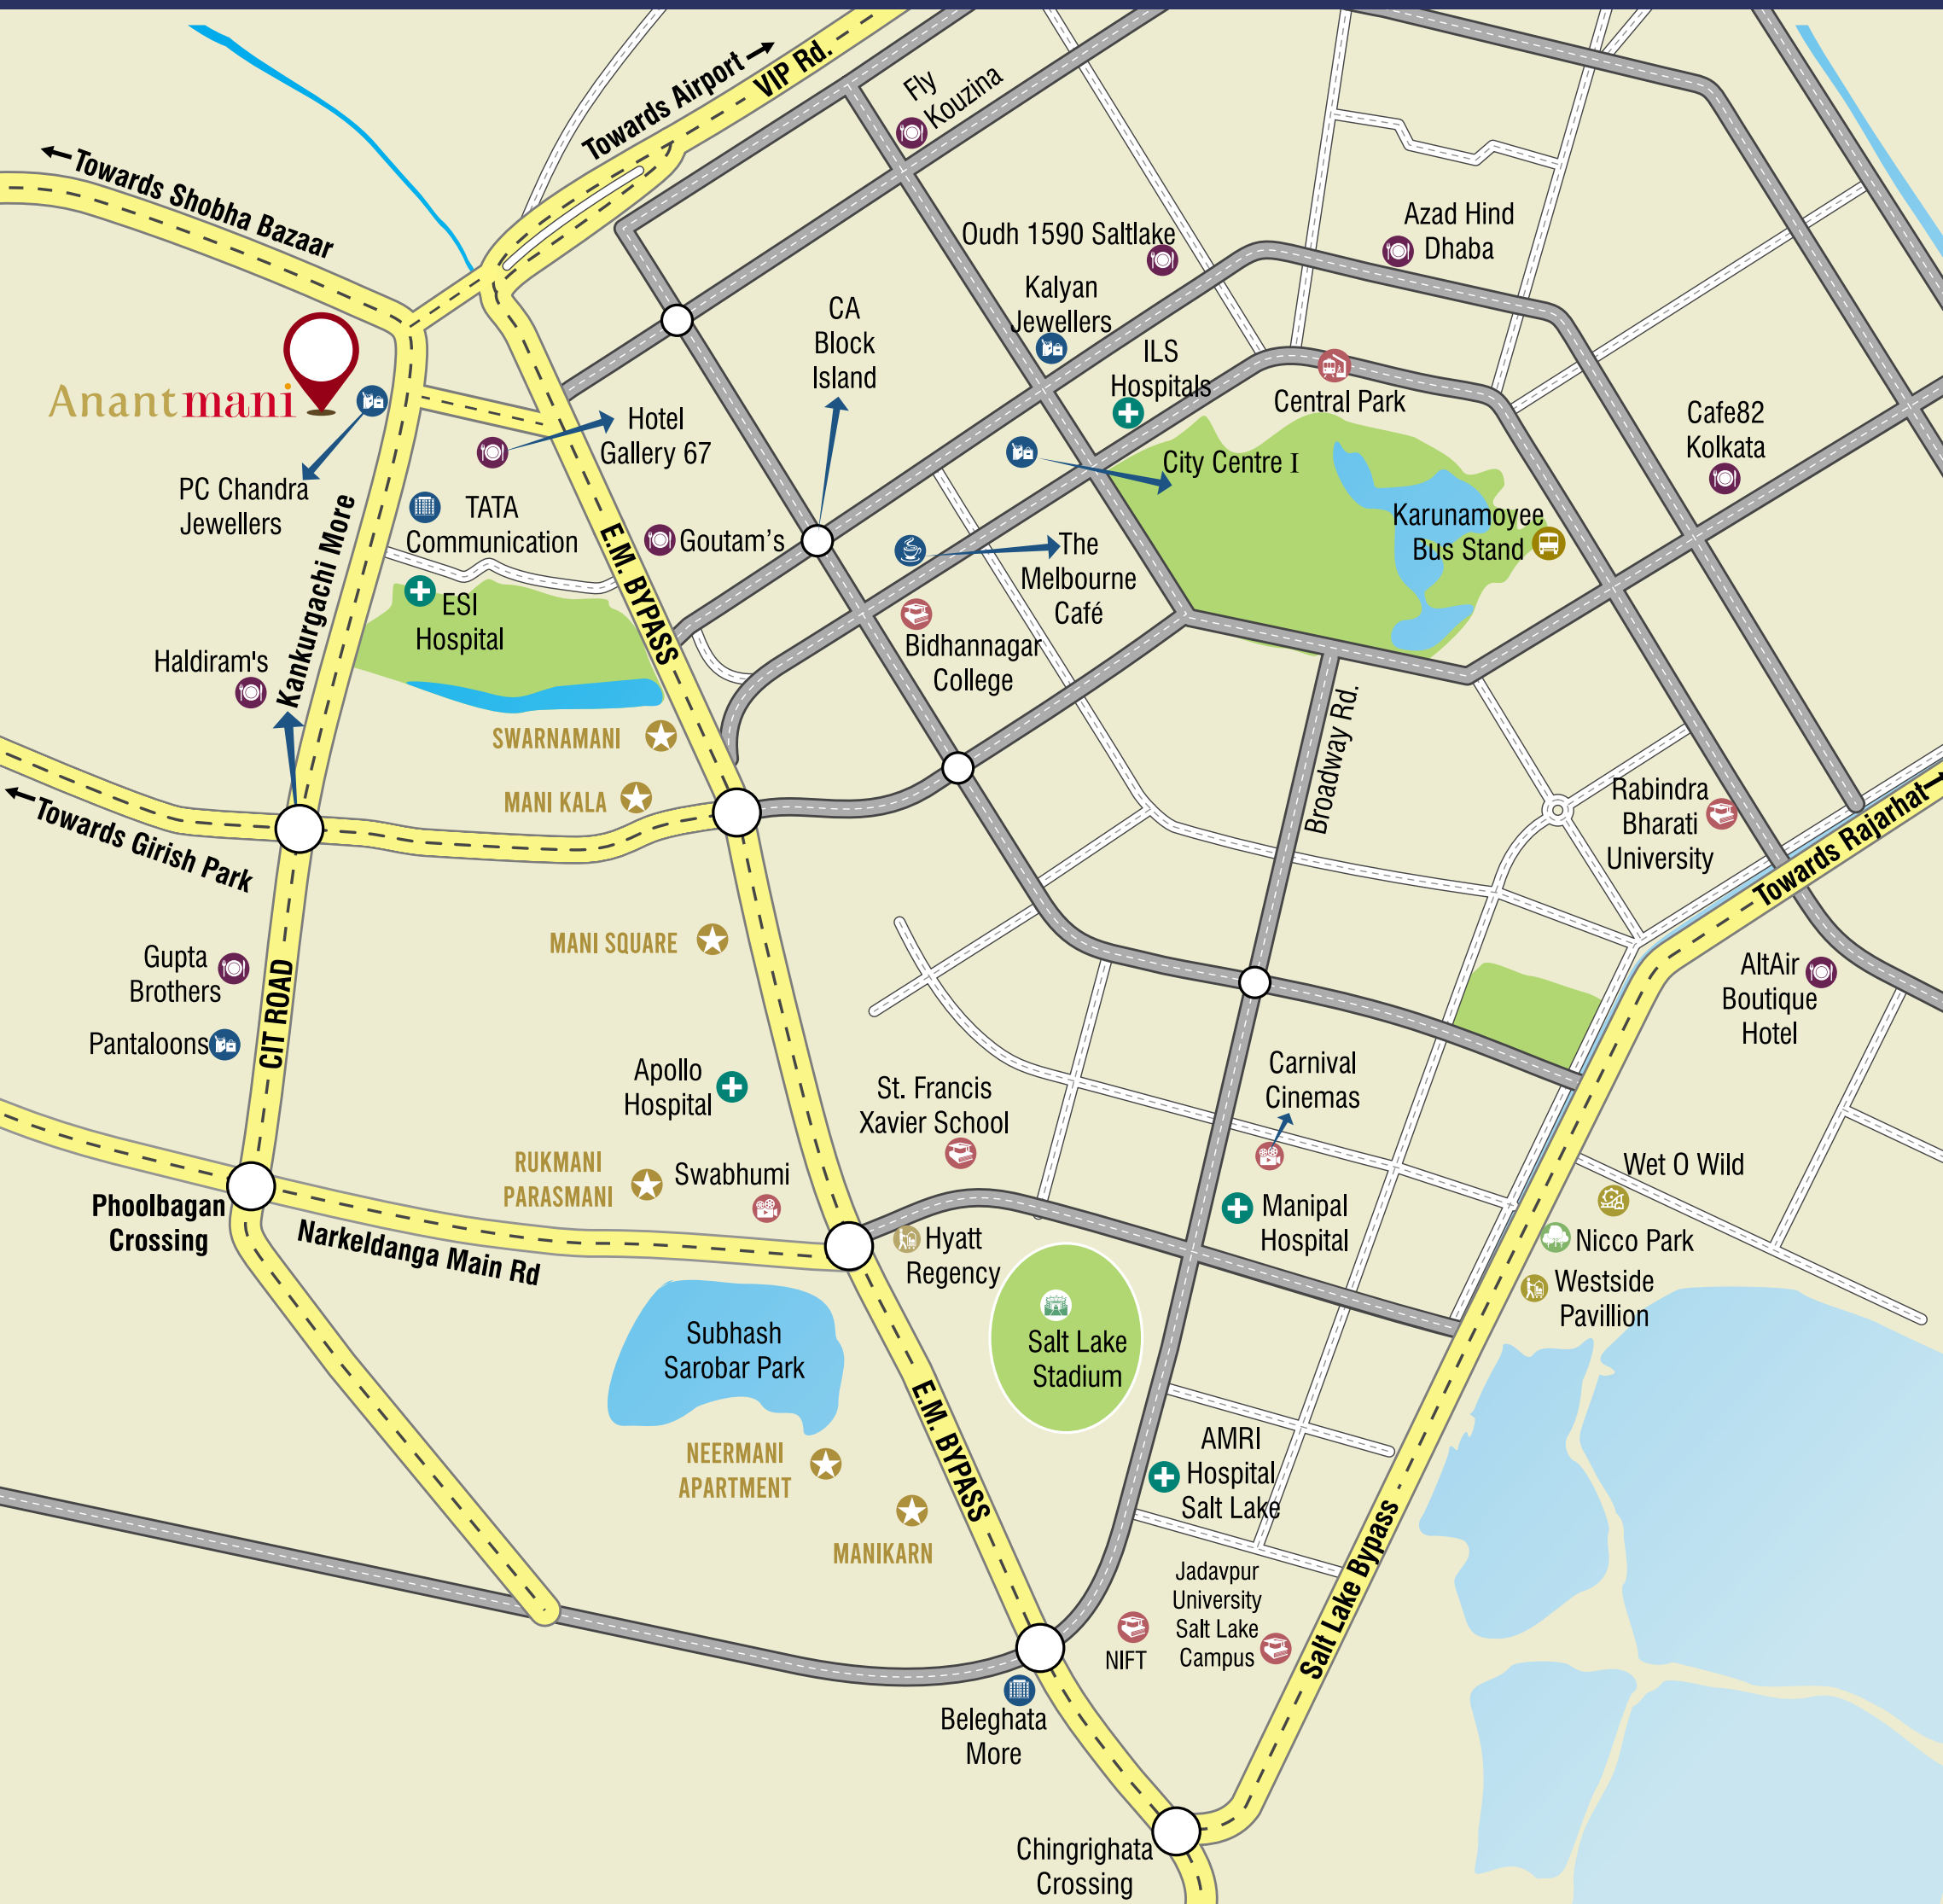 Towards Airport
VIP Rd.
Fly
Kouzina
Towards Shobha Bazaar
Azad Hind
Dhaba
Oudh 1590 Saltlake
Kalyan
Jewellers
CA
Block
Island
ILS
Hospitals
Central Park
Anantmani
Hotel
Gallery 67
Cafe82
Kolkata
City Centre I
PC Chandra
Jewellers
TATA
Communication
Goutam's
Karunamoyee
Bus Stand
The
Melbourne
Café
Kankurgachi More
E.M. BYPASS
ESI
Hospital
Bidhannagar
College
Haldiram's
SWARNAMANI
MANI KALA
Broadway Rd.
Towards Girish Park
Rabindra
Bharati
University
Towards Rajarhat
MANI SQUARE
Gupta
Brothers
Pantaloons
CIT ROAD
AltAir
Boutique
Hotel
Apollo
Hospital
St. Francis
Xavier School
Carnival
Cinemas
RUKMANI
PARASMANI
Swabhumi
Wet O Wild
Phoolbagan
Crossing
Narkeldanga Main Rd
Hyatt
Regency
Manipal
Hospital
Nicco Park
Westside
Pavillion
Subhash
Sarobar Park
Salt Lake
Stadium
E.M. BYPASS
NEERMANI
APARTMENT
MANIKARN
AMRI
Hospital
Salt Lake
Jadavpur
University
Salt Lake
Campus
NIFT
Salt Lake Bypass
Beleghata
More
Chingrighata
Crossing